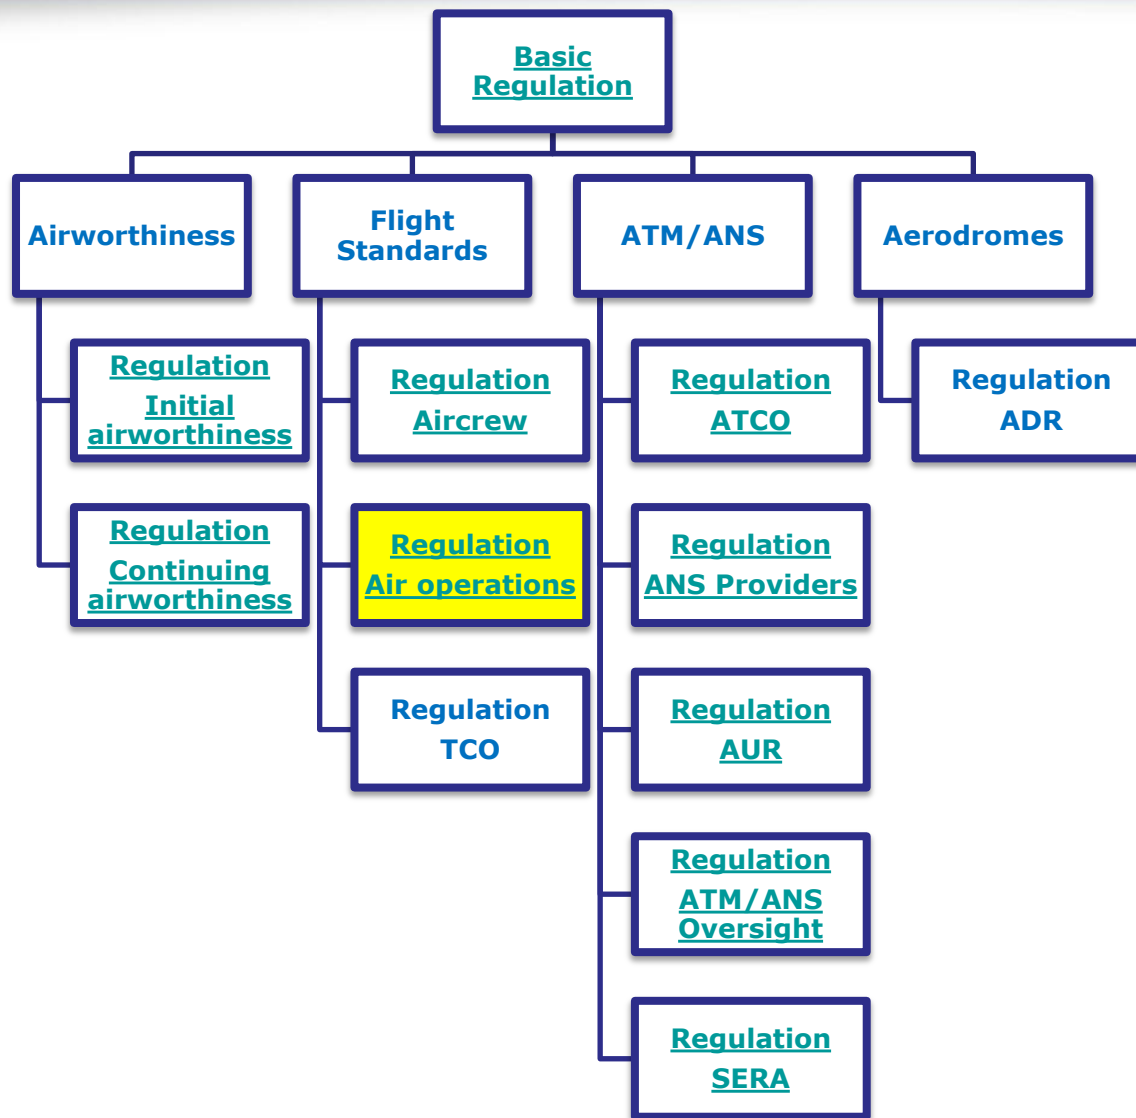 Basic
Regulation
Airworthiness
Flight
Standards
ATM/ANS
Aerodromes
Regulation
Initial
airworthiness
Regulation
Aircrew
Regulation
ATCO
Regulation
ADR
Regulation
Continuing
airworthiness
Regulation
Air operations
Regulation
ANS Providers
Regulation
TCO
Regulation
AUR
Regulation
ATM/ANS
Oversight
Regulation
SERA